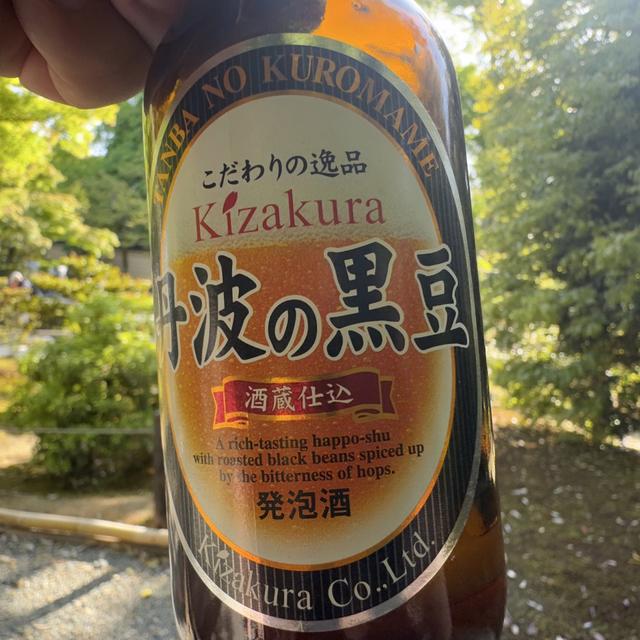 TANBA NO KUROMAME
こだわりの逸品
Kizakura
丹波の黒豆
酒蔵仕込
A rich-tasting happo-shu
with roasted black beans spiced up
by the bitterness of hops.
発泡酒
Kizakura Co.,Ltd.